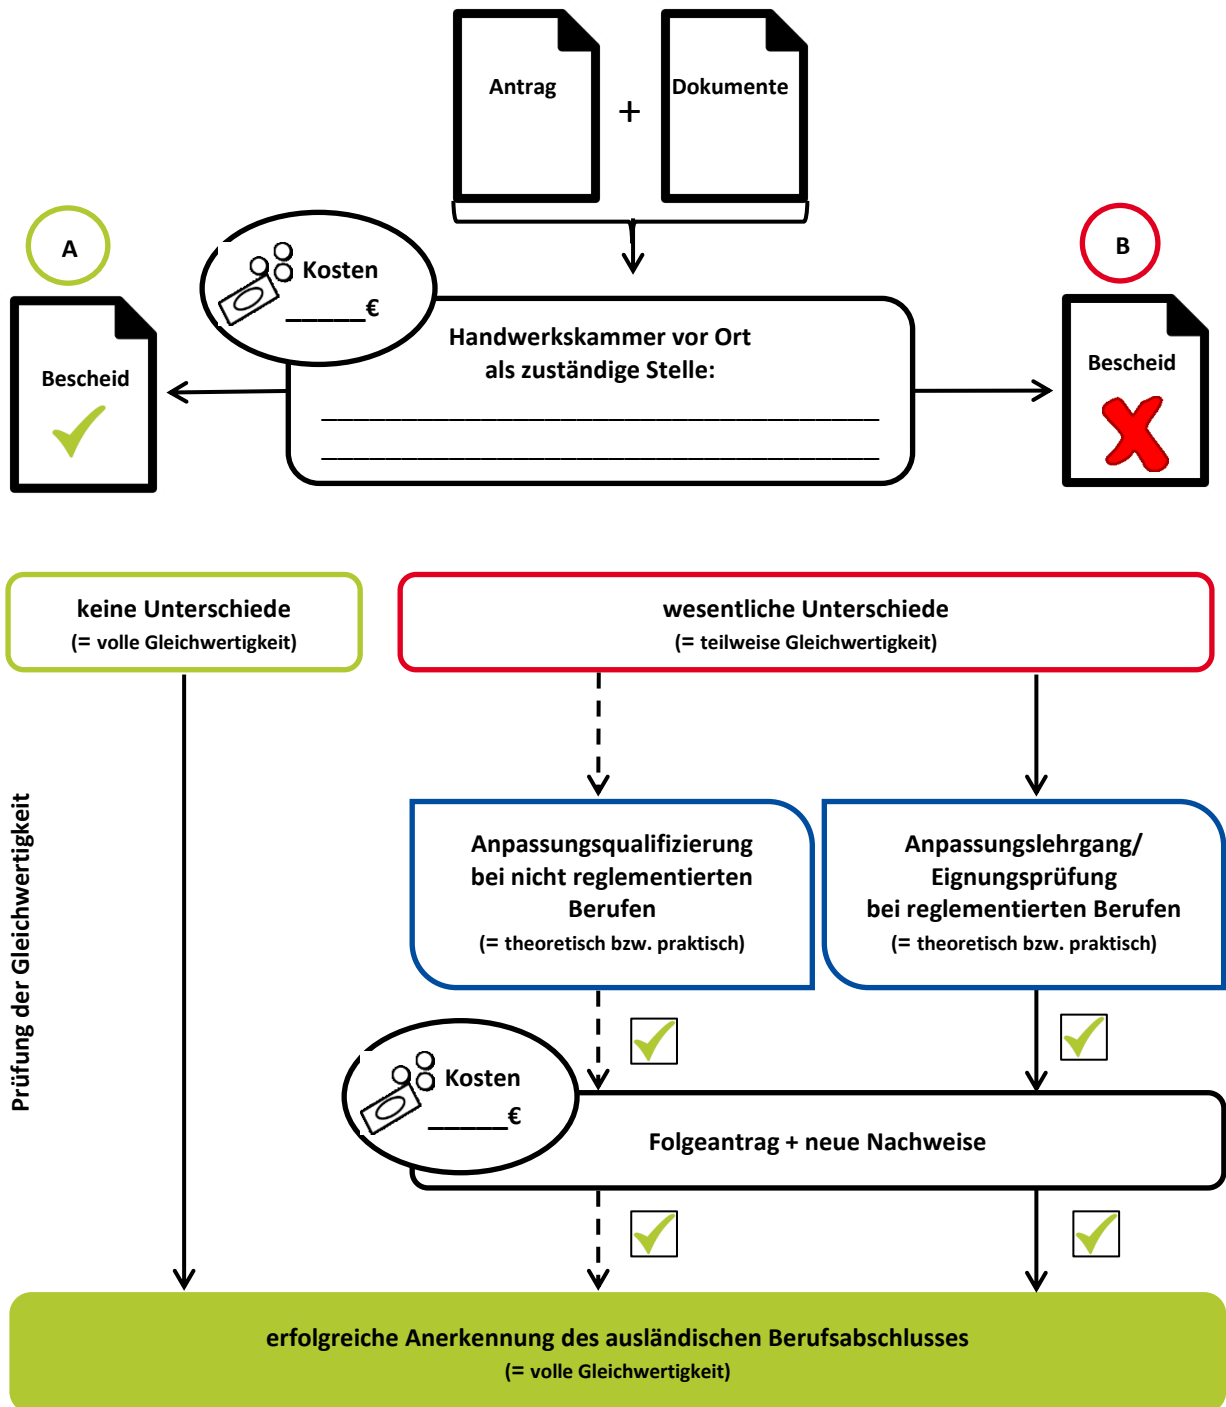 Antrag
+
Dokumente
A
Kosten
_____€
B
Handwerkskammer vor Ort
als zuständige Stelle:
Bescheid
Bescheid
keine Unterschiede
(= volle Gleichwertigkeit)
wesentliche Unterschiede
(= teilweise Gleichwertigkeit)
Prüfung der Gleichwertigkeit
Anpassungsqualifizierung
bei nicht reglementierten
Berufen
(= theoretisch bzw. praktisch)
Anpassungslehrgang/
Eignungsprüfung
bei reglementierten Berufen
(= theoretisch bzw. praktisch)
Kosten
_____€
Folgeantrag + neue Nachweise
erfolgreiche Anerkennung des ausländischen Berufsabschlusses
(= volle Gleichwertigkeit)